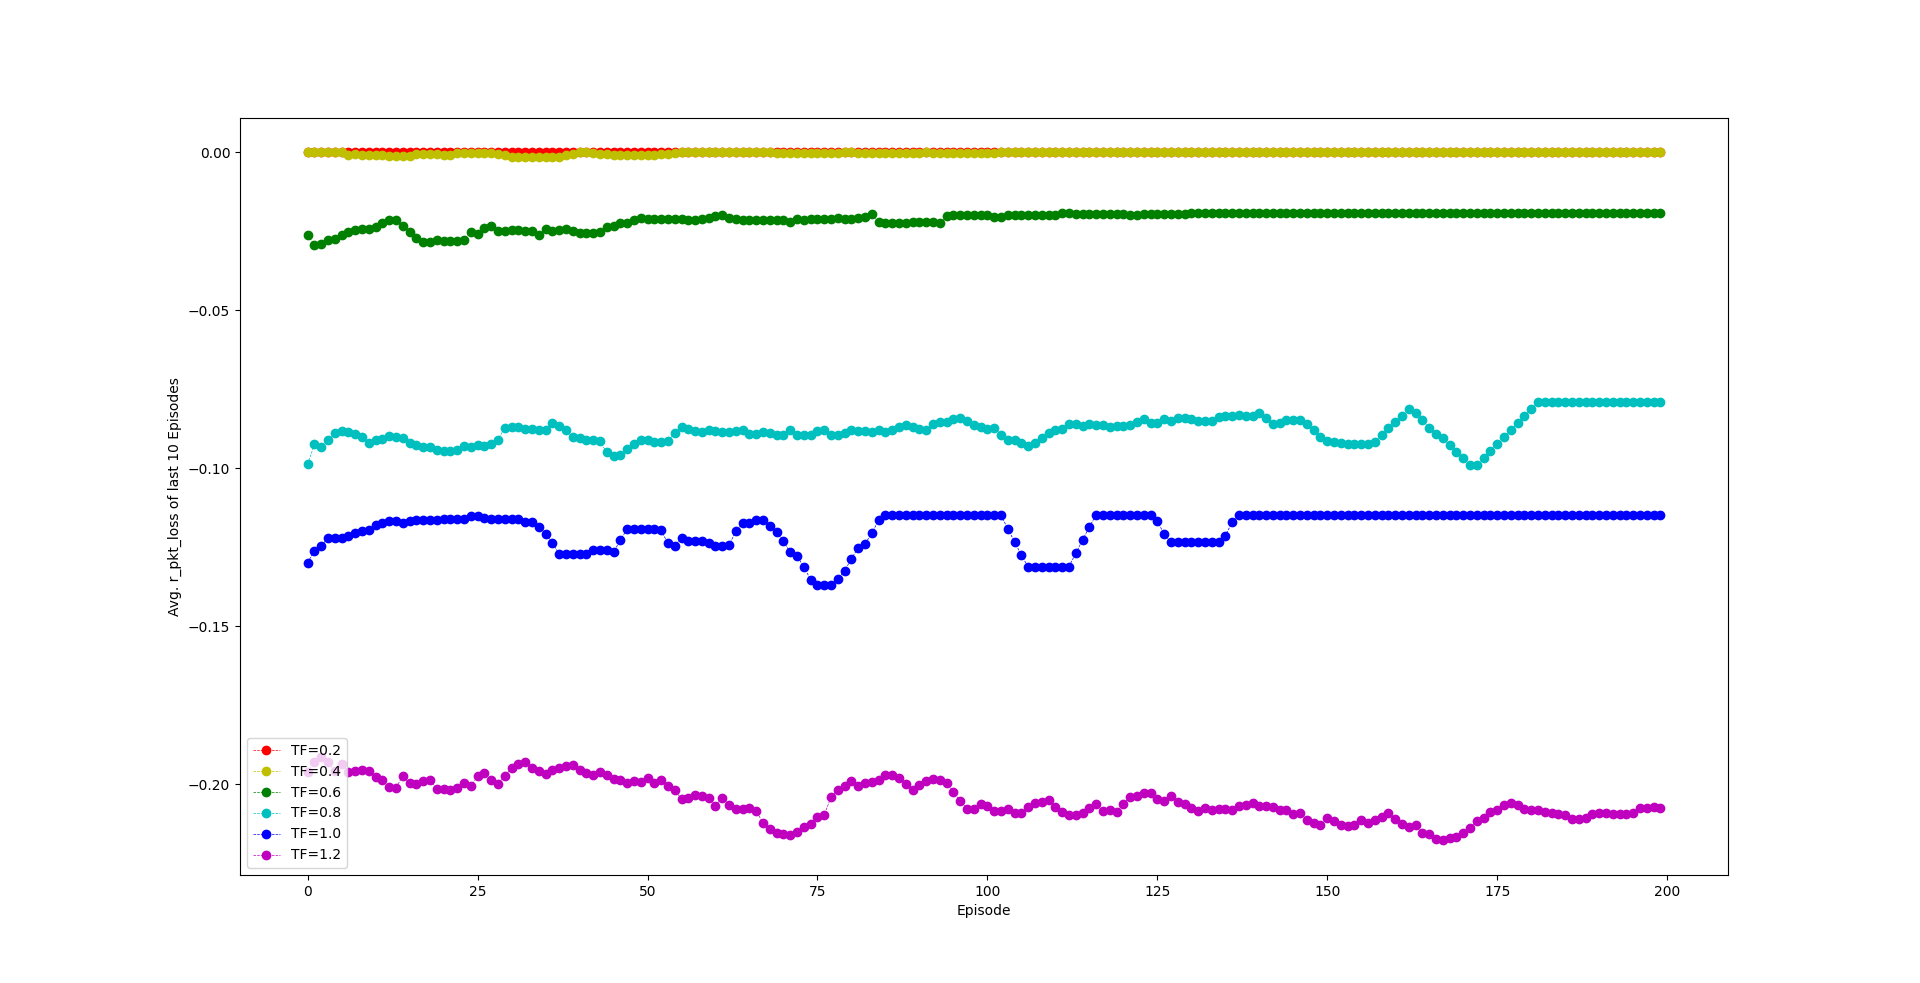 0.00
−0.05
−0.10
−0.15
−0.20
Avg. r_pkt_loss of last 10 Episodes
TF=0.2
TF=0.4
TF=0.6
TF=0.8
TF=1.0
TF=1.2
0 25 50 75 100 125 150 175 200
Episode